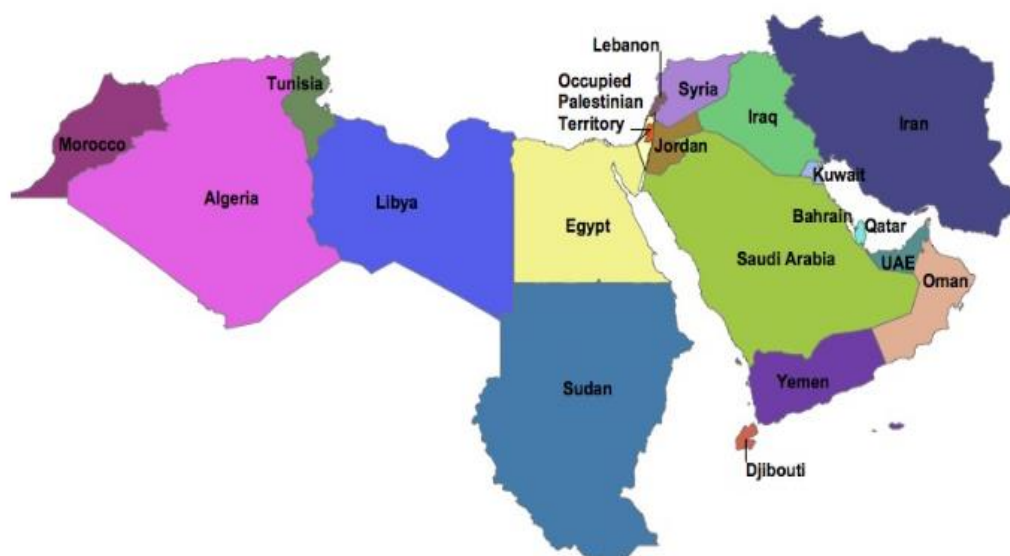 Lebanon
Occupied
Palestinian
Territory
Tunisia
Syria
Morocco
Jordan
Iraq
Iran
Kuwait
Algeria
Libya
Egypt
Bahrain
Qatar
Saudi Arabia
UAE
Oman
Sudan
Yemen
Djibouti